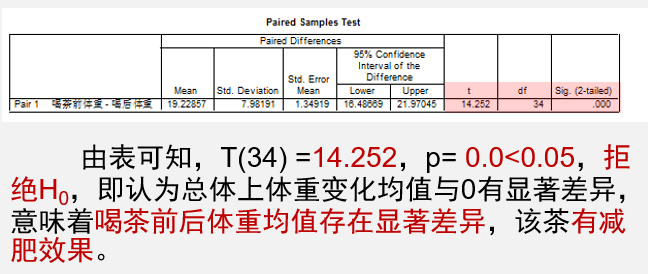 Paired Samples Test
Paired Differences
95% Confidence
Interval of the
Difference
Std. Error
Mean Std. Deviation Mean Lower Upper t df Sig. (2-tailed)
Pair 1 喝茶前体重 - 喝后体重 19.22857 7.98191 1.34919 16.48669 21.97045 14.252 34 .000
由表可知，T(34) =14.252，p= 0.0<0.05，拒
绝H₀，即认为总体上体重变化均值与0有显著差异，
意味着喝茶前后体重均值存在显著差异，该茶有减
肥效果。